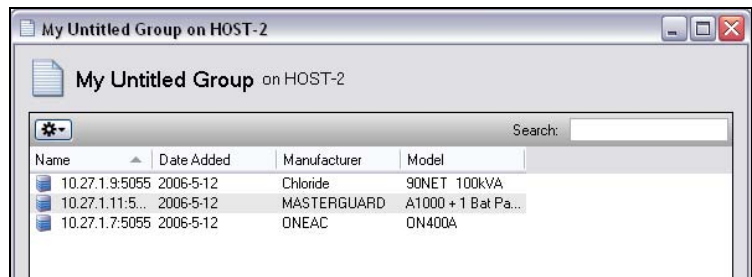 My Untitled Group on HOST-2
My Untitled Group on HOST-2
Search:
Name Date Added Manufacturer Model
10.27.1.9:5055 2006-5-12 Chloride 90NET 100kVA
10.27.1.11:5... 2006-5-12 MASTERGUARD A1000 + 1 Bat Pa...
10.27.1.7:5055 2006-5-12 ONEAC ON400A